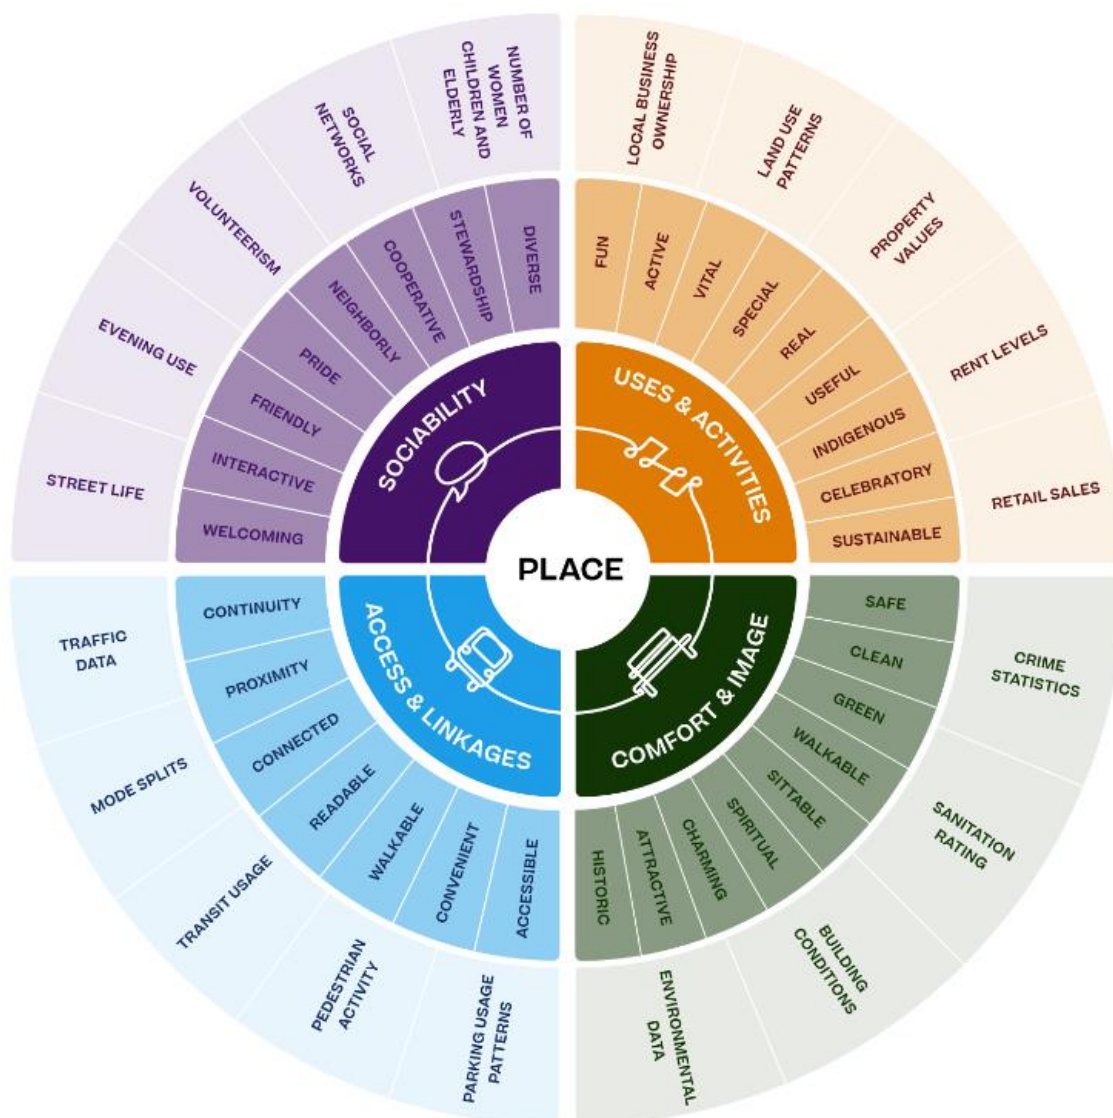 PLACE
SOCIABILITY
DIVERSE
STEWARDSHIP
COOPERATIVE
NEIGHBORLY
PRIDE
FRIENDLY
INTERACTIVE
WELCOMING
NUMBER OF
WOMEN
CHILDREN AND
ELDERLY
SOCIAL
NETWORKS
VOLUNTEERISM
EVENING USE
STREET LIFE
USES & ACTIVITIES
FUN
ACTIVE
VITAL
SPECIAL
REAL
USEFUL
INDIGENOUS
CELEBRATORY
SUSTAINABLE
LOCAL BUSINESS
OWNERSHIP
LAND USE
PATTERNS
PROPERTY
VALUES
RENT LEVELS
RETAIL SALES
COMFORT & IMAGE
SAFE
CLEAN
GREEN
WALKABLE
SITTABLE
SPIRITUAL
CHARMING
ATTRACTIVE
HISTORIC
CRIME
STATISTICS
SANITATION
RATING
BUILDING
CONDITIONS
ENVIRONMENTAL
DATA
ACCESS & LINKAGES
CONTINUITY
PROXIMITY
CONNECTED
READABLE
WALKABLE
CONVENIENT
ACCESSIBLE
TRAFFIC
DATA
MODE SPLITS
TRANSIT USAGE
PEDESTRIAN
ACTIVITY
PARKING USAGE
PATTERNS